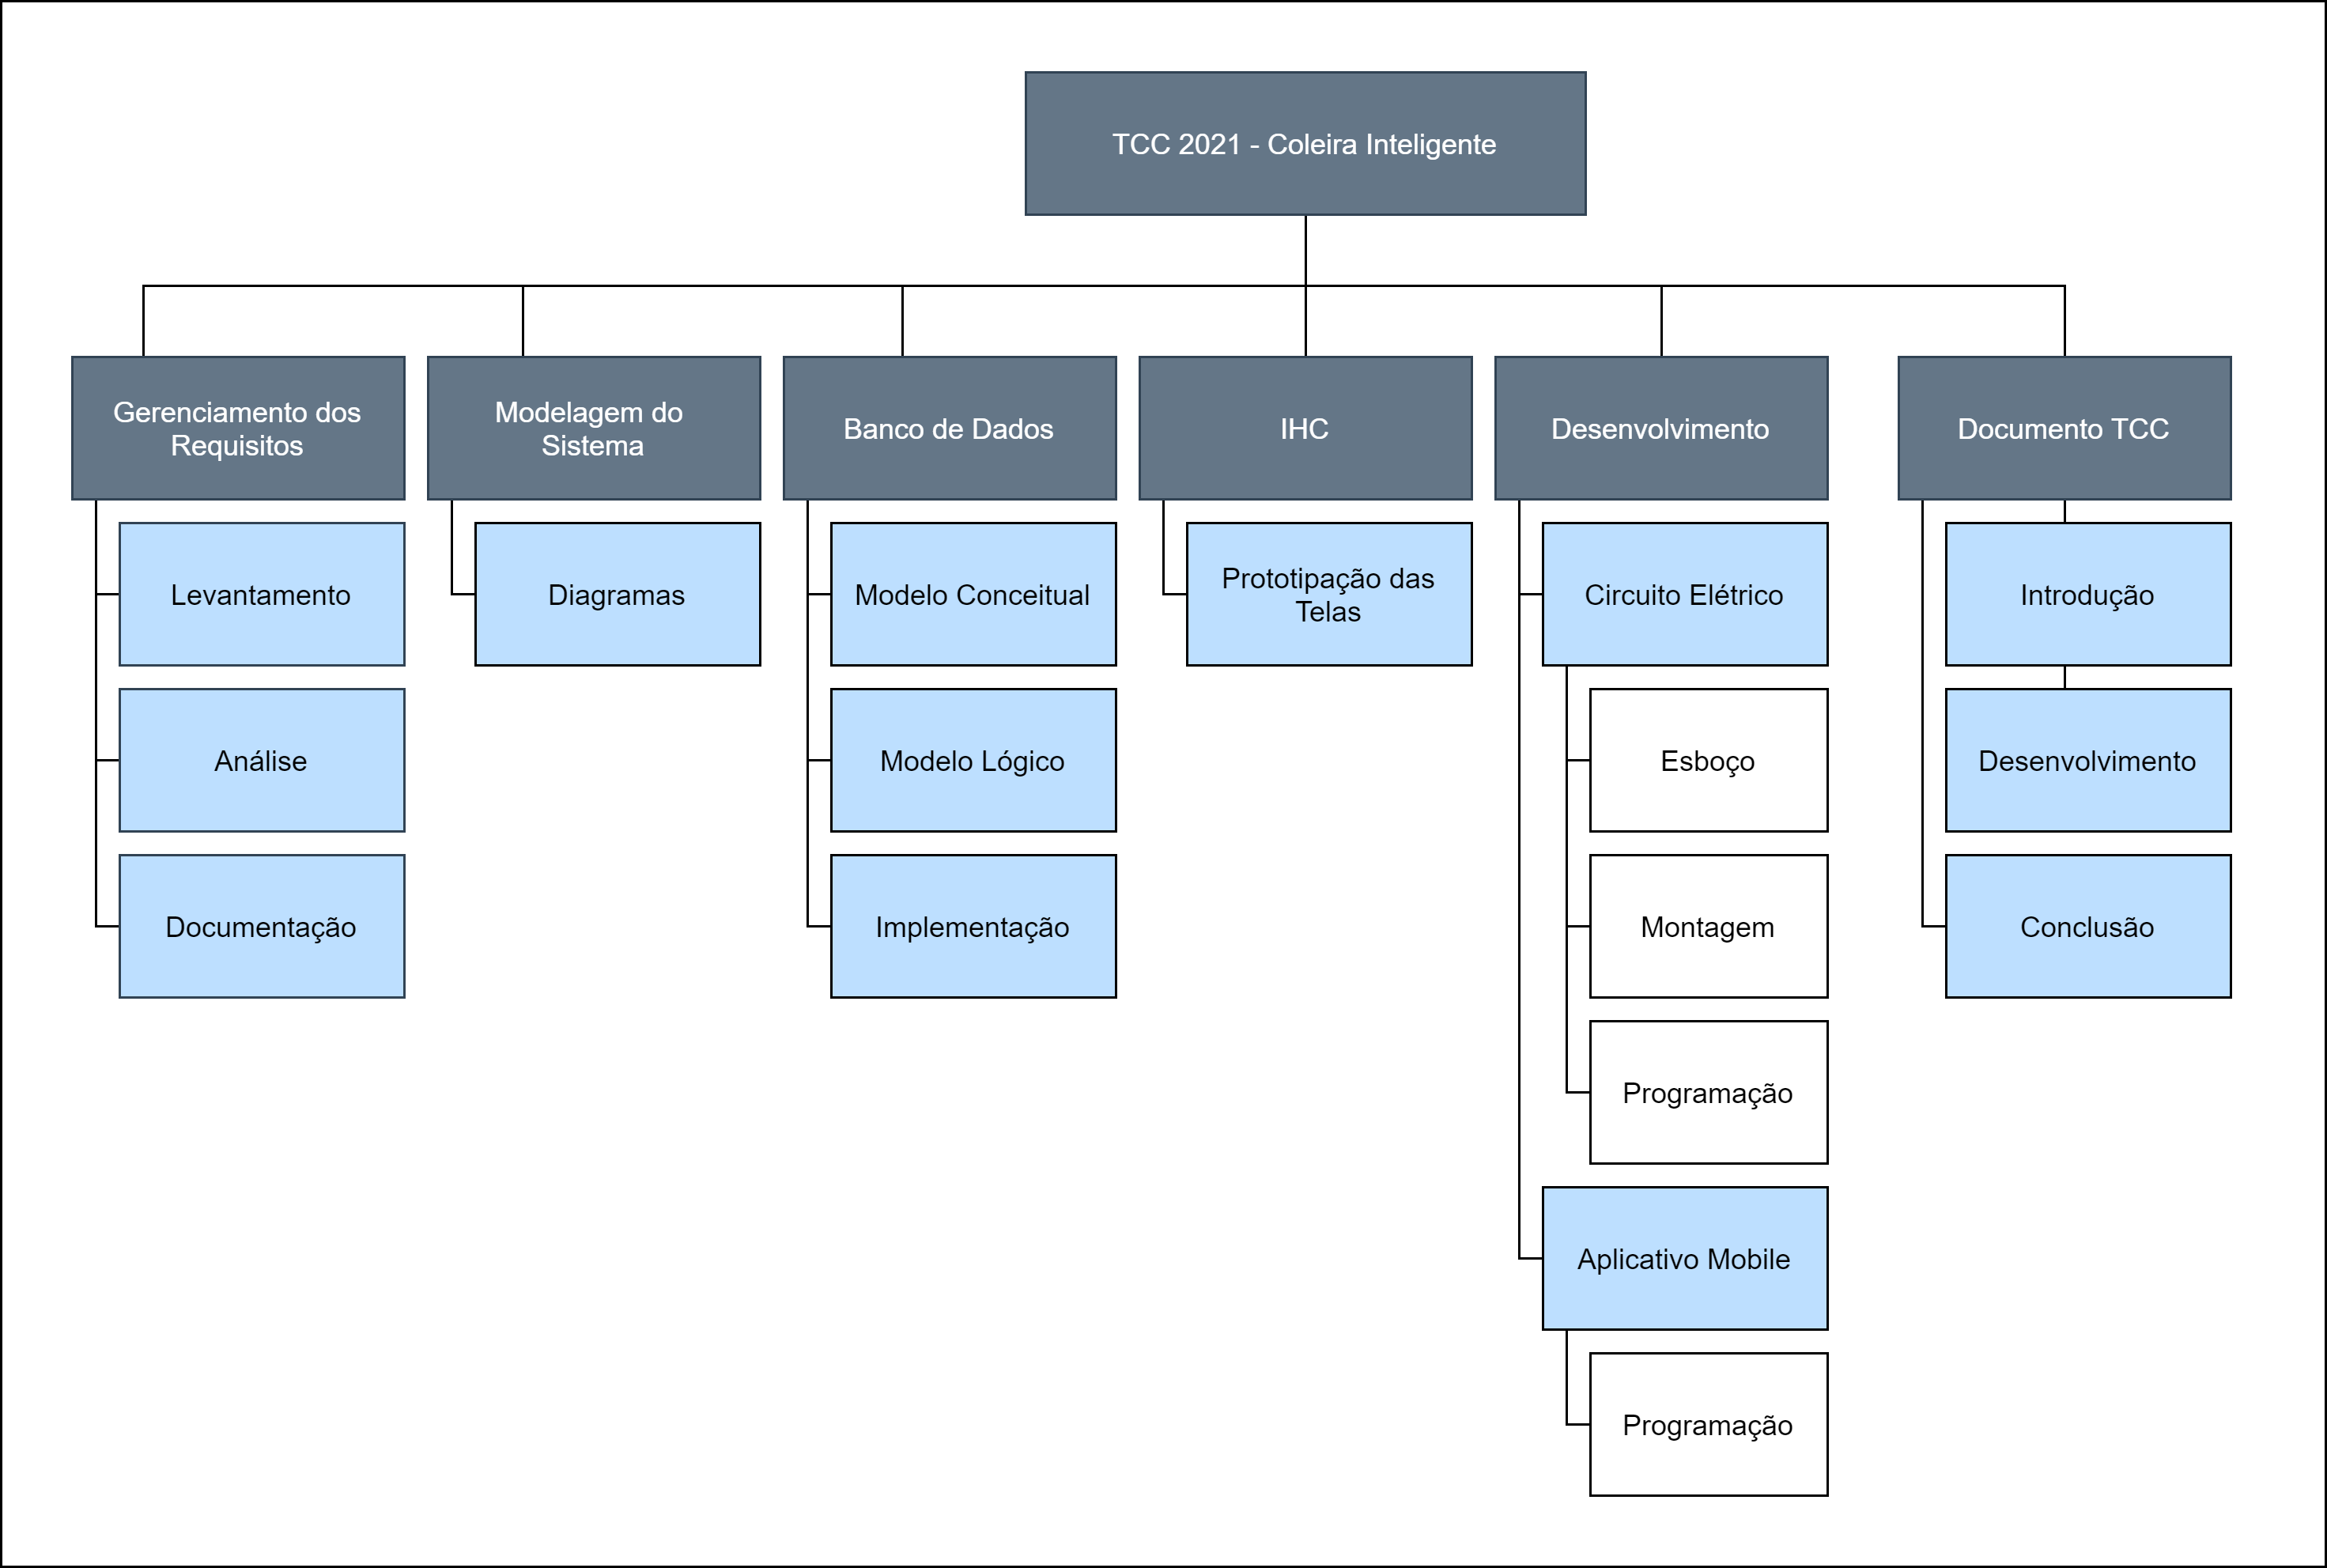 TCC 2021 - Coleira Inteligente
Gerenciamento dos
Requisitos
Levantamento
Análise
Documentação
Modelagem do
Sistema
Diagramas
Banco de Dados
Modelo Conceitual
Modelo Lógico
Implementação
IHC
Prototipação das
Telas
Desenvolvimento
Circuito Elétrico
Esboço
Montagem
Programação
Aplicativo Mobile
Programação
Documento TCC
Introdução
Desenvolvimento
Conclusão